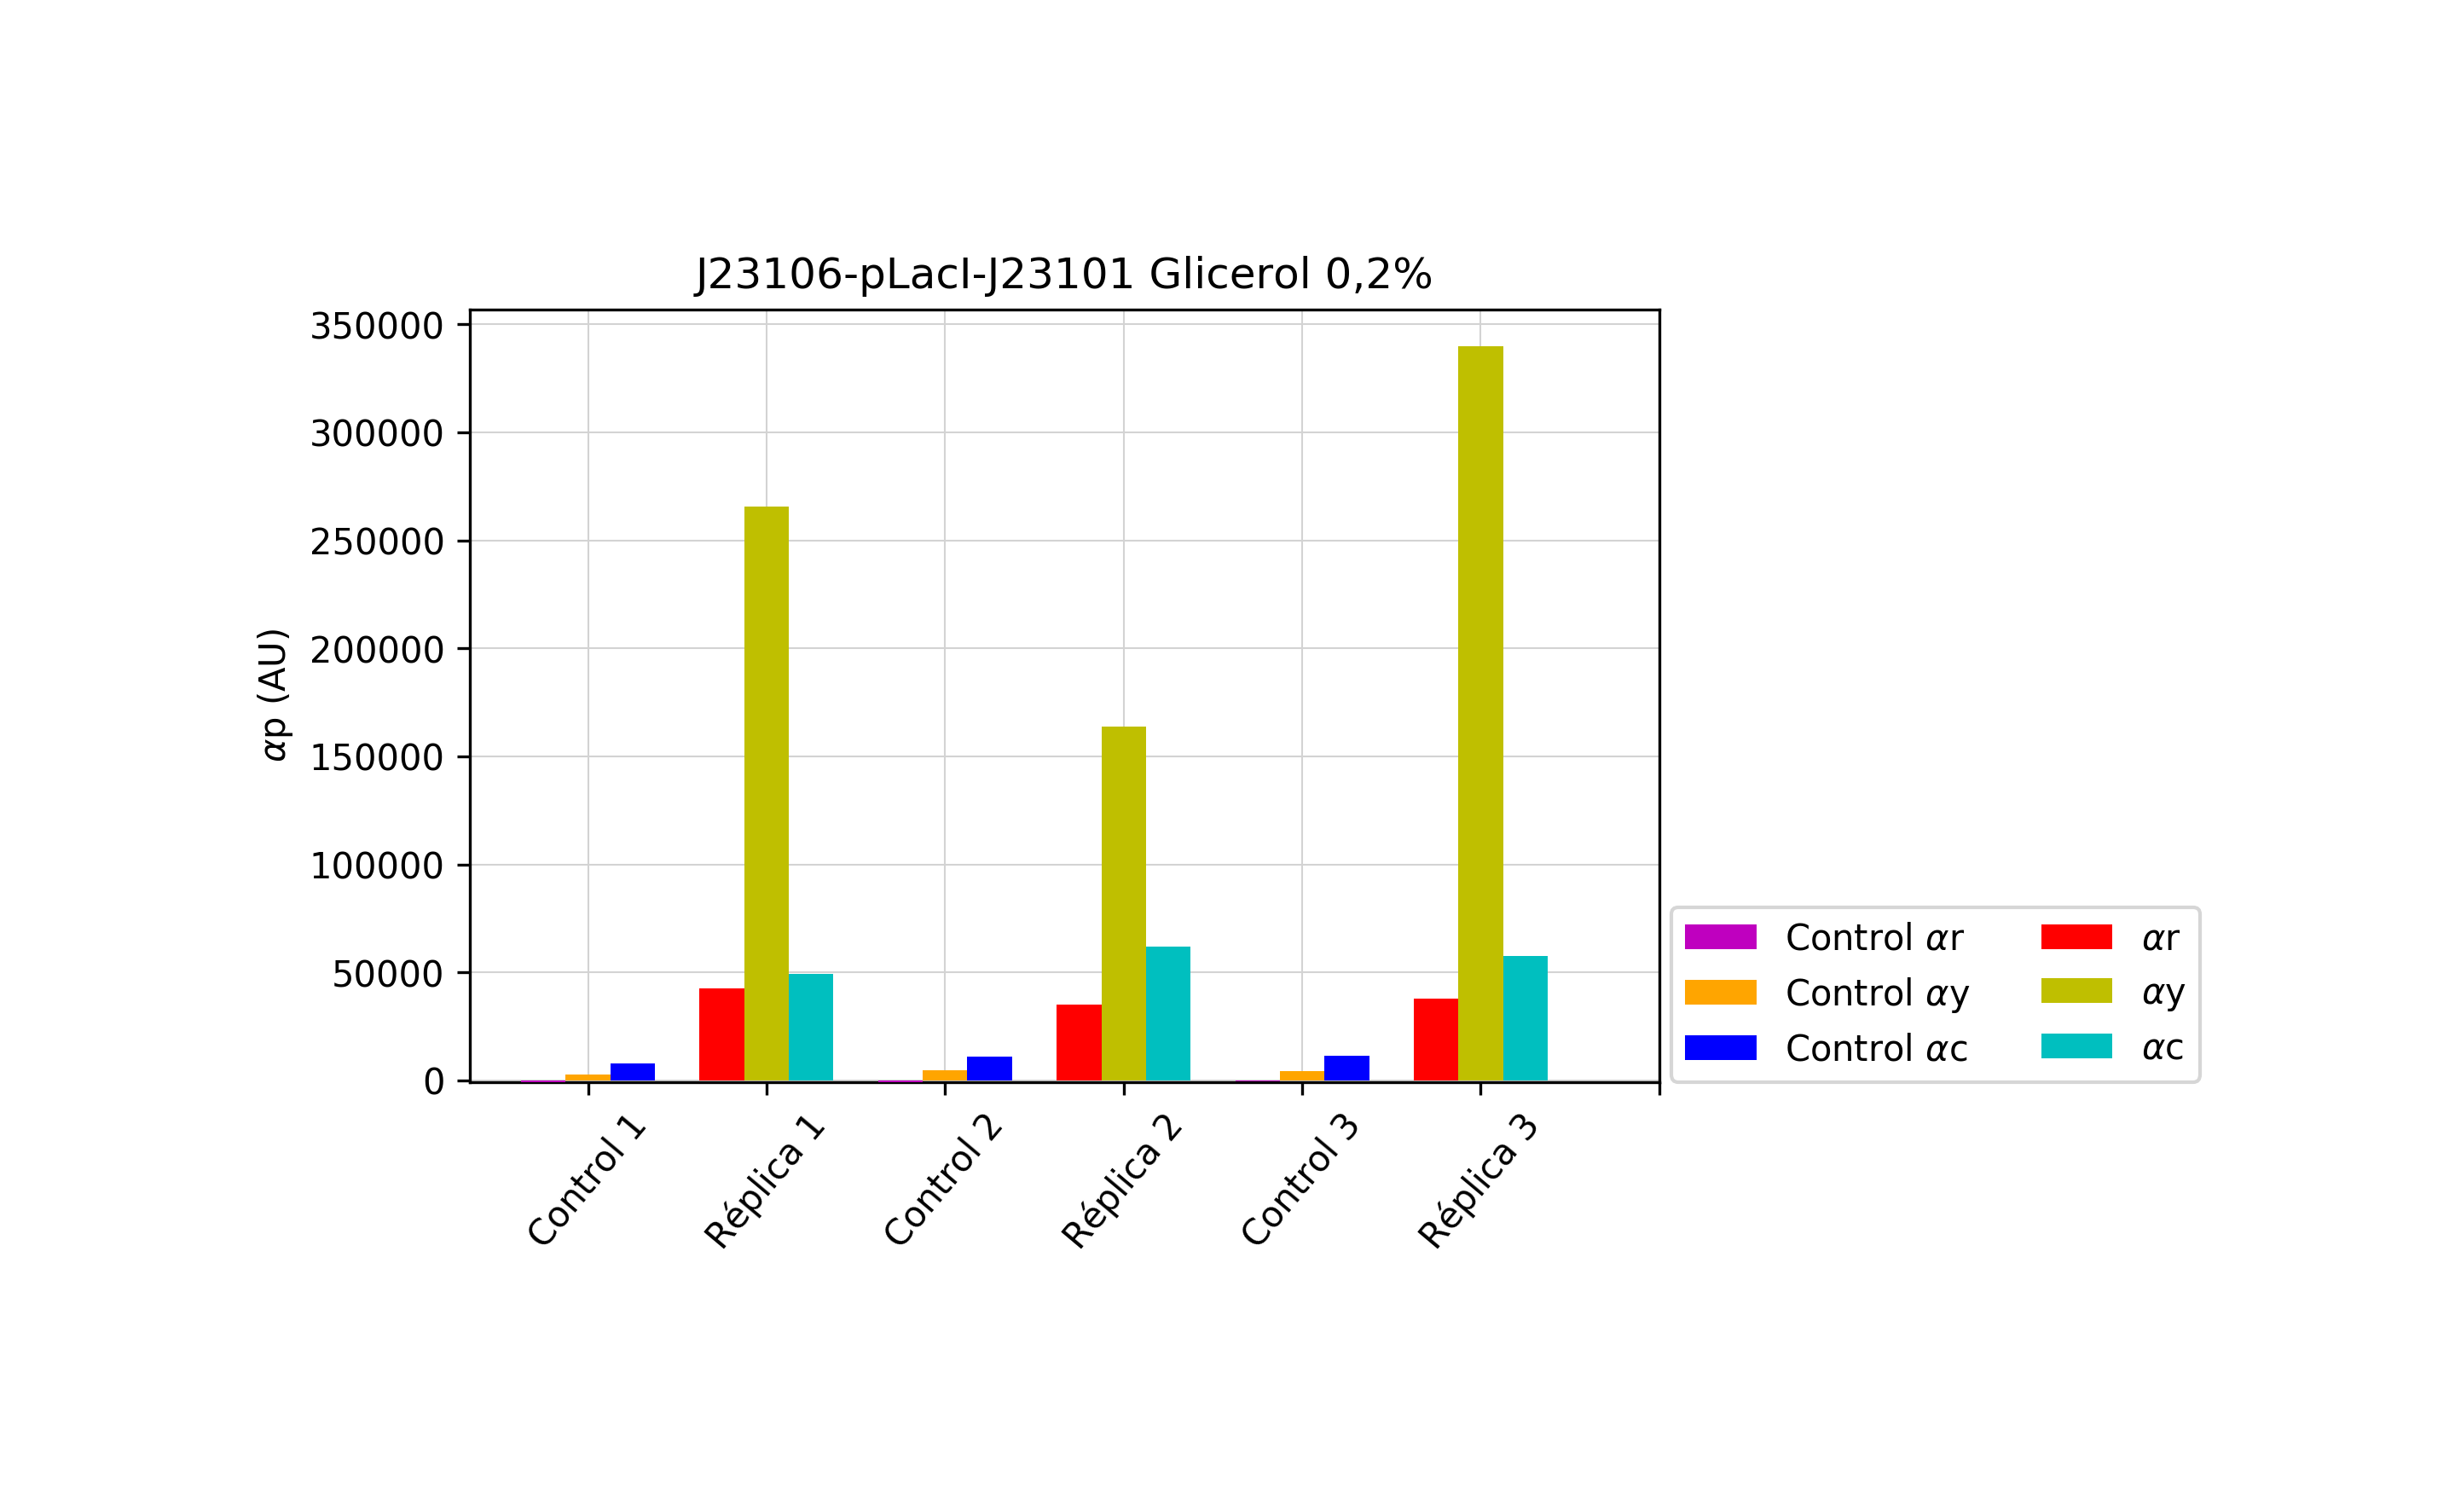 J23106-pLacI-J23101 Glicerol 0,2%
350000
300000
250000
200000
150000
100000
50000
0
αp (AU)
Control 1
Réplica 1
Control 2
Réplica 2
Control 3
Réplica 3
Control αr
Control αy
Control αc
αr
αy
αc